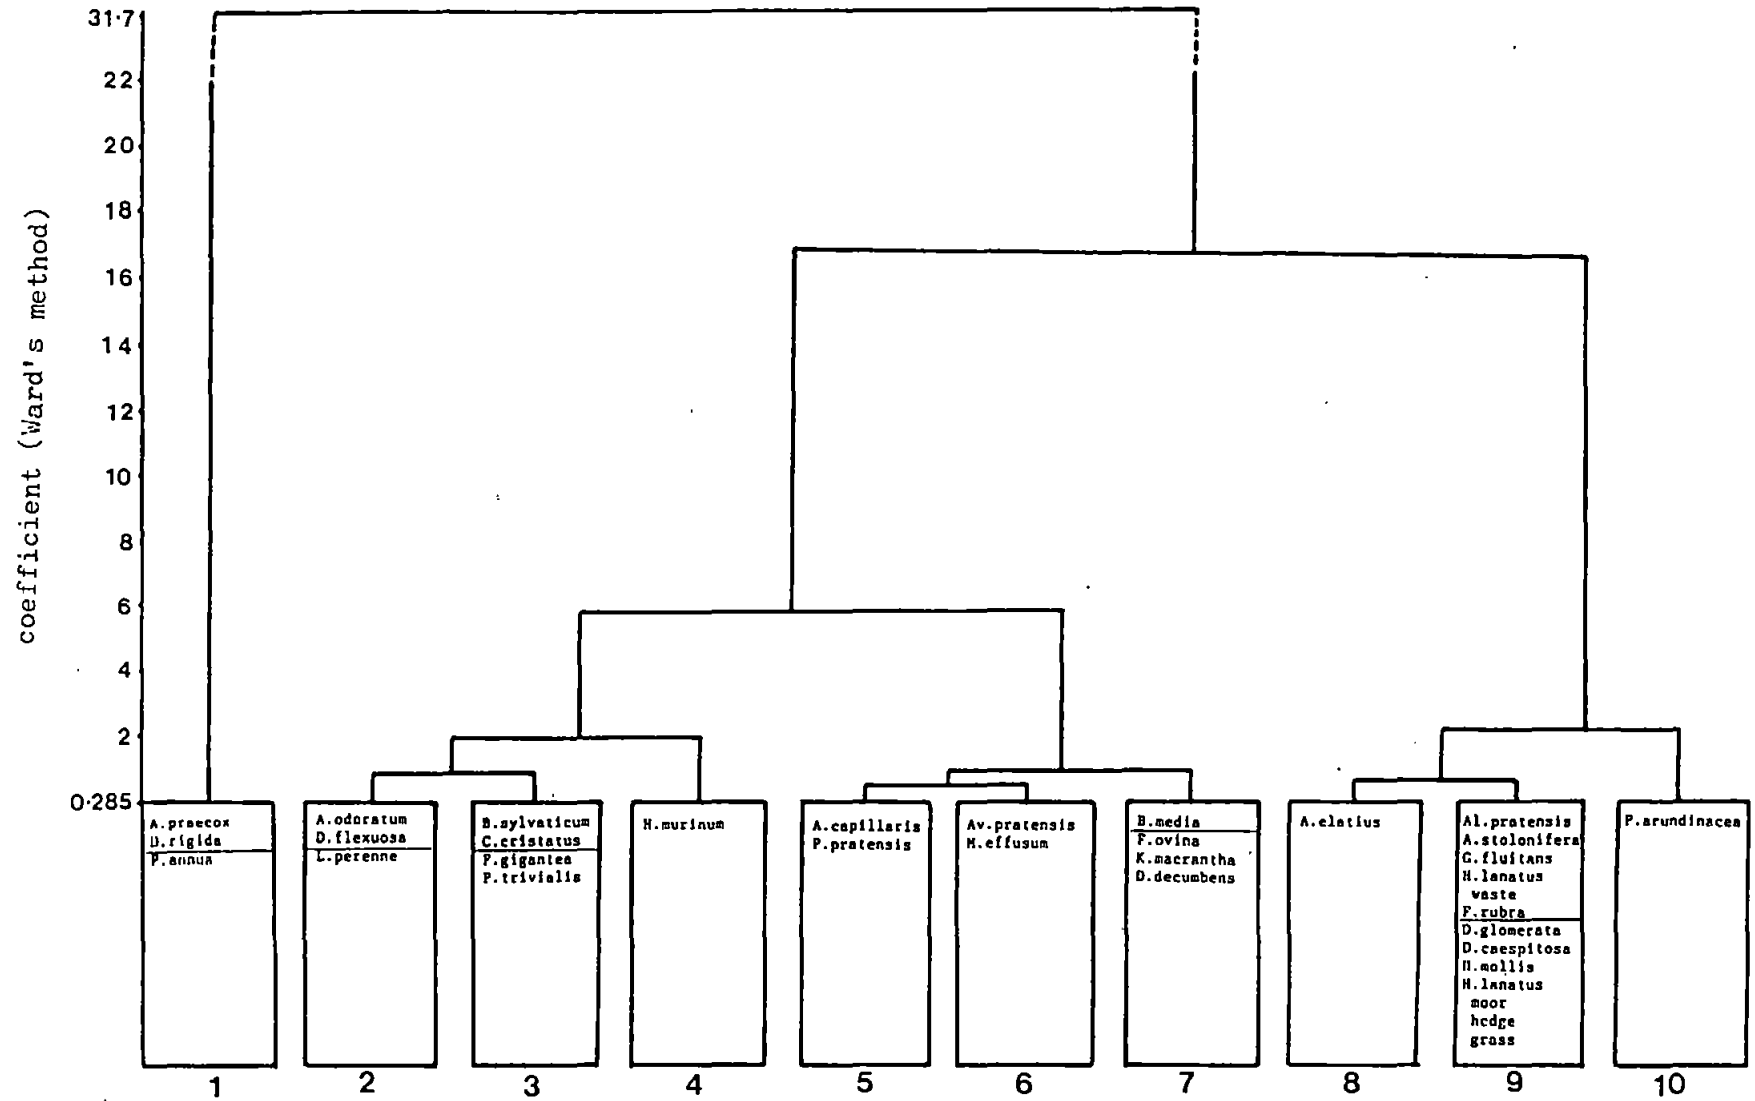 coefficient (Ward's method)
31·7
22
20
18
16
14
12
10
8
6
4
2
0·285
A.praecox
D.rigida
P.annua
1
A.odoratum
D.flexuosa
L.perenne
2
B.sylvaticum
C.cristatus
F.gigantea
P.trivialis
3
H.murinum
4
A.capillaris
P.pratensis
5
Av.pratensis
M.effusum
6
B.media
F.ovina
K.macrantha
D.decumbens
7
A.elatius
8
Al.pratensis
A.stolonifera
G.fluitans
H.lanatus
waste
F.rubra
D.glomerata
D.caespitosa
H.mollis
H.lanatus
moor
hedge
grass
9
P.arundinacea
10